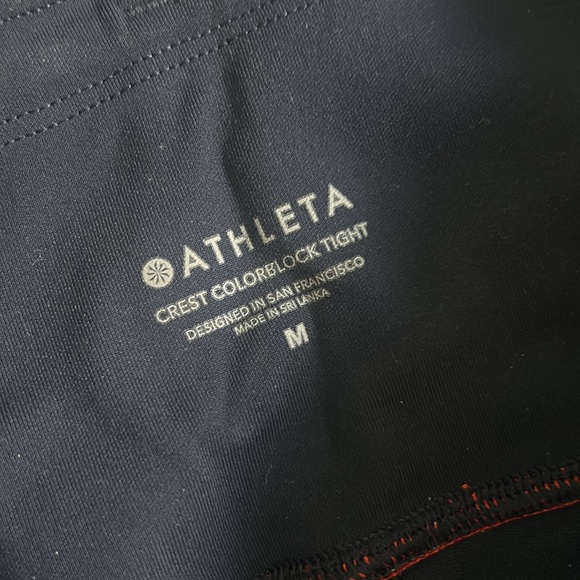 ATHLETA
CREST COLORBLOCK TIGHT
DESIGNED IN SAN FRANCISCO
MADE IN SRI LANKA
M